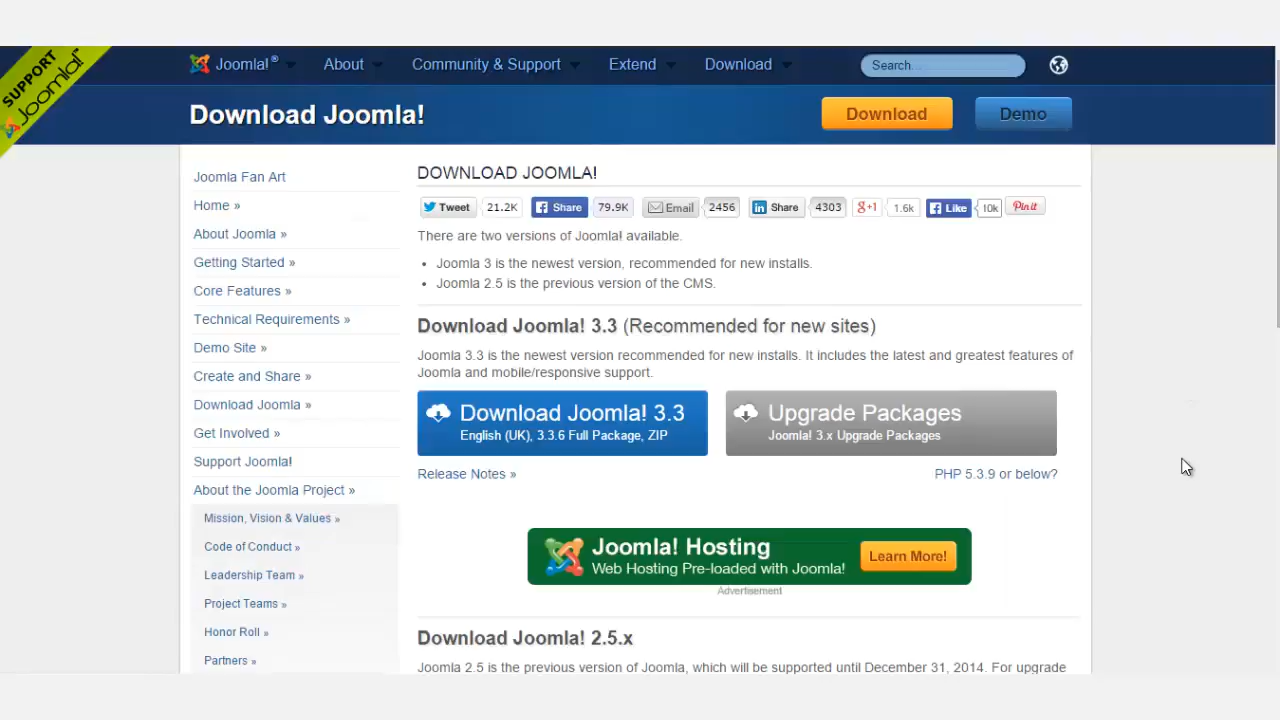 SUPPORT
Joomla!™
Joomla!® About Community & Support Extend Download Search...
Download Joomla!
Download Demo
Joomla Fan Art
Home »
About Joomla »
Getting Started »
Core Features »
Technical Requirements »
Demo Site »
Create and Share »
Download Joomla »
Get Involved »
Support Joomla!
About the Joomla Project »
Mission, Vision & Values »
Code of Conduct »
Leadership Team »
Project Teams »
Honor Roll »
Partners »
DOWNLOAD JOOMLA!
Tweet 21.2K Share 79.9K Email 2456 Share 4303 g+1 1.6k Like 10k Pin it
There are two versions of Joomla! available.
• Joomla 3 is the newest version, recommended for new installs.
• Joomla 2.5 is the previous version of the CMS.
Download Joomla! 3.3 (Recommended for new sites)
Joomla 3.3 is the newest version recommended for new installs. It includes the latest and greatest features of
Joomla and mobile/responsive support.
Download Joomla! 3.3
English (UK), 3.3.6 Full Package, ZIP
Upgrade Packages
Joomla! 3.x Upgrade Packages
Release Notes » PHP 5.3.9 or below?
Joomla! Hosting
Web Hosting Pre-loaded with Joomla!
Learn More!
Advertisement
Download Joomla! 2.5.x
Joomla 2.5 is the previous version of Joomla, which will be supported until December 31, 2014. For upgrade